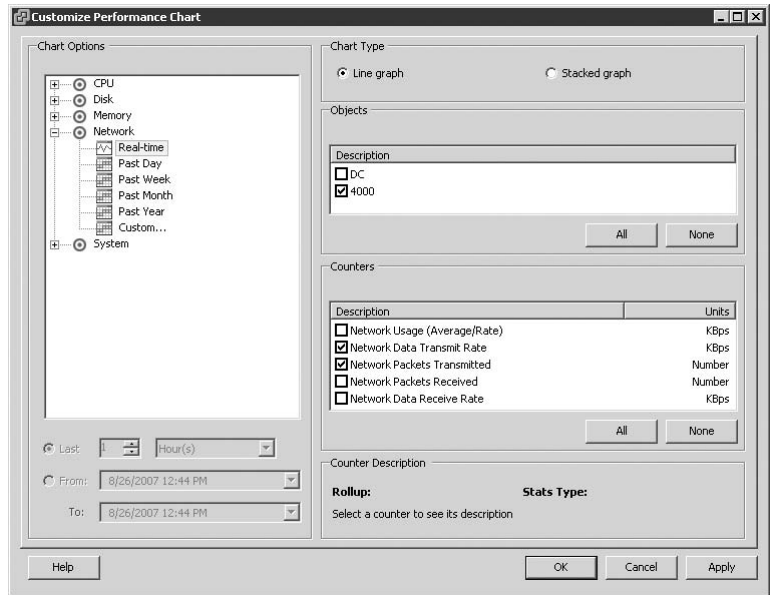 Customize Performance Chart
Chart Options
CPU
Disk
Memory
Network
Real-time
Past Day
Past Week
Past Month
Past Year
Custom...
System
Last 1 Hour(s)
From: 8/26/2007 12:44 PM
To: 8/26/2007 12:44 PM
Chart Type
Line graph Stacked graph
Objects
Description
DC
4000
All None
Counters
Description Units
Network Usage (Average/Rate) KBps
Network Data Transmit Rate KBps
Network Packets Transmitted Number
Network Packets Received Number
Network Data Receive Rate KBps
All None
Counter Description
Rollup: Stats Type:
Select a counter to see its description
Help OK Cancel Apply